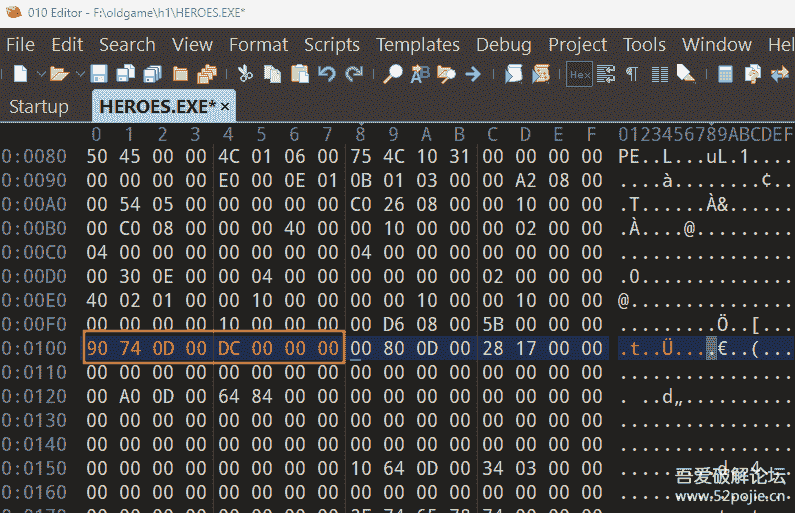 010 Editor - F:\oldgame\h1\HEROES.EXE*
File Edit Search View Format Scripts Templates Debug Project Tools Window Hel
Hex
Startup HEROES.EXE* ×
0 1 2 3 4 5 6 7 8 9 A B C D E F 0123456789ABCDEF
0:0080 50 45 00 00 4C 01 06 00 75 4C 10 31 00 00 00 00 PE..L...uL.1....
0:0090 00 00 00 00 E0 00 0E 01 0B 01 03 00 00 A2 08 00 ....à........¢..
0:00A0 00 54 05 00 00 00 00 00 C0 26 08 00 00 10 00 00 .T......À&......
0:00B0 00 C0 08 00 00 00 40 00 00 10 00 00 00 02 00 00 .À....@.........
0:00C0 04 00 00 00 00 00 00 00 04 00 00 00 00 00 00 00 ................
0:00D0 00 30 0E 00 00 04 00 00 00 00 00 00 02 00 00 00 .0..............
0:00E0 40 02 01 00 00 10 00 00 00 00 10 00 00 10 00 00 @...............
0:00F0 00 00 00 00 10 00 00 00 00 D6 08 00 5B 00 00 00 .........Ö..[...
0:0100 90 74 0D 00 DC 00 00 00 00 80 0D 00 28 17 00 00 .t..Ü....€..(...
0:0110 00 00 00 00 00 00 00 00 00 00 00 00 00 00 00 00 ................
0:0120 00 A0 0D 00 64 84 00 00 00 00 00 00 00 00 00 00 . ..d„..........
0:0130 00 00 00 00 00 00 00 00 00 00 00 00 00 00 00 00 ................
0:0140 00 00 00 00 00 00 00 00 00 00 00 00 00 00 00 00 ................
0:0150 00 00 00 00 00 00 00 00 10 64 0D 00 34 03 00 00 .........d..4...
0:0160 00 00 00 00 00 00 00 00 00 00 00 00 00 00 00 00
吾爱破解论坛
www.52pojie.cn